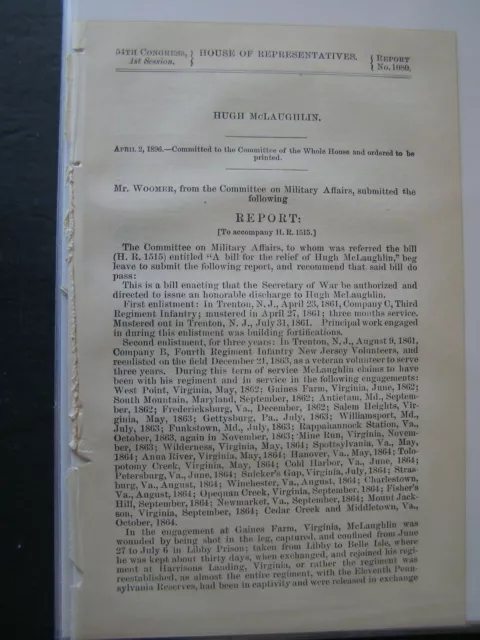 54TH CONGRESS, } HOUSE OF REPRESENTATIVES. { REPORT
1st Session. } { No. 1080.
HUGH McLAUGHLIN.
APRIL 2, 1896.—Committed to the Committee of the Whole House and ordered to be
printed.
Mr. WOOMER, from the Committee on Military Affairs, submitted the
following
REPORT:
[To accompany H. R. 1515.]
The Committee on Military Affairs, to whom was referred the bill
(H. R. 1515) entitled "A bill for the relief of Hugh McLaughlin," beg
leave to submit the following report, and recommend that said bill do
pass:
This is a bill enacting that the Secretary of War be authorized and
directed to issue an honorable discharge to Hugh McLaughlin.
First enlistment: In Trenton, N. J., April 23, 1861, Company C, Third
Regiment Infantry; mustered in April 27, 1861; three months service.
Mustered out in Trenton, N. J., July 31, 1861. Principal work engaged
in during this enlistment was building fortifications.
Second enlistment, for three years: In Trenton, N. J., August 9, 1861,
Company B, Fourth Regiment Infantry New Jersey Volunteers, and
reenlisted on the field December 21, 1863, as a veteran volunteer to serve
three years. During this term of service McLaughlin claims to have
been with his regiment and in service in the following engagements:
West Point, Virginia, May, 1862; Gaines Farm, Virginia, June, 1862;
South Mountain, Maryland, September, 1862; Antietam, Md., Septem-
ber, 1862; Fredericksburg, Va., December, 1862; Salem Heights, Vir-
ginia, May, 1863; Gettysburg, Pa., July, 1863; Williamsport, Md.,
July, 1863; Funkstown, Md., July, 1863; Rappahannock Station, Va.,
October, 1863, again in November, 1863; Mine Run, Virginia, Novem-
ber, 1863; Wilderness, Virginia, May, 1864; Spotsylvania, Va., May,
1864; Anna River, Virginia, May, 1864; Hanover, Va., May, 1864; Tolo-
potomy Creek, Virginia, May, 1864; Cold Harbor, Va., June, 1864;
Petersburg, Va., June, 1864; Snicker's Gap, Virginia, July, 1864; Stras-
burg, Va., August, 1864; Winchester, Va., August, 1864; Charlestown,
Va., August, 1864; Opequan Creek, Virginia, September, 1864; Fisher's
Hill, September, 1864; Newmarket, Va., September, 1864; Mount Jack-
son, Virginia, September, 1864; Cedar Creek and Middletown, Va.,
October, 1864.
In the engagement at Gaines Farm, Virginia, McLaughlin was
wounded by being shot in the leg, captured, and confined from June
27 to July 6 in Libby Prison; taken from Libby to Belle Isle, where
he was kept about thirty days, when exchanged, and rejoined his regi-
ment at Harrisons Landing, Virginia, or rather the regiment was
reestablished, as almost the entire regiment, with the Eleventh Penn-
sylvania Reserves, had been in captivity and were released in exchange